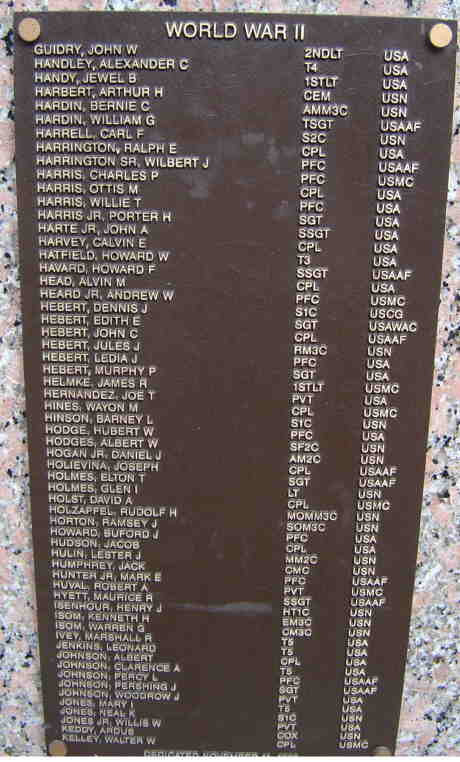 WORLD WAR II
GUIDRY, JOHN W 2NDLT USA
HANDLEY, ALEXANDER C T4 USA
HANDY, JEWEL B 1STLT USA
HARBERT, ARTHUR H CEM USN
HARDIN, BERNIE C AMM3C USN
HARDIN, WILLIAM G TSGT USAAF
HARRELL, CARL F S2C USN
HARRINGTON, RALPH E CPL USA
HARRINGTON SR, WILBERT J PFC USAAF
HARRIS, CHARLES P PFC USMC
HARRIS, OTTIS M CPL USA
HARRIS, WILLIE T PFC USA
HARRIS JR, PORTER H SGT USA
HARTE JR, JOHN A SSGT USA
HARVEY, CALVIN E CPL USA
HATFIELD, HOWARD W T3 USA
HAVARD, HOWARD F SSGT USAAF
HEAD, ALVIN M CPL USA
HEARD JR, ANDREW W PFC USMC
HEBERT, DENNIS J S1C USCG
HEBERT, EDITH E SGT USAWAC
HEBERT, JOHN C CPL USAAF
HEBERT, JULES J RM3C USN
HEBERT, LEDIA J PFC USA
HEBERT, MURPHY P SGT USA
HELMKE, JAMES R 1STLT USMC
HERNANDEZ, JOE T PVT USA
HINES, WAYON M CPL USMC
HINSON, BARNEY L S1C USN
HODGE, HUBERT W PFC USA
HODGES, ALBERT W SF2C USN
HOGAN JR, DANIEL J AM2C USN
HOLIEVINA, JOSEPH CPL USAAF
HOLMES, ELTON T SGT USAAF
HOLMES, GLEN I LT USN
HOLST, DAVID A CPL USMC
HOLZAPFEL, RUDOLF H MOMM3C USN
HORTON, RAMSEY J SOM3C USN
HOWARD, BUFORD J PFC USA
HUDSON, JACOB CPL USA
HULIN, LESTER J MM2C USN
HUMPHREY, JACK CMC USN
HUNTER JR, MARK E PFC USAAF
HUVAL, ROBERT A PVT USMC
HYETT, MAURICE R SSGT USAAF
ISENHOUR, HENRY J HT1C USN
ISOM, KENNETH H EM3C USN
ISOM, WARREN G CM3C USN
IVEY, MARSHALL R T5 USA
JENKINS, LEONARD T5 USA
JOHNSON, ALBERT CPL USA
JOHNSON, CLARENCE A T5 USA
JOHNSON, PERCY L PFC USAAF
JOHNSON, PERSHING J SGT USAAF
JOHNSON, WOODROW J PVT USA
JONES, MARY I T5 USA
JONES, NEAL K S1C USN
JONES JR, WILLIE W PVT USA
KEDDY, ARDUS COX USN
KELLEY, WALTER W CPL USMC
DEDICATED NOVEMBER